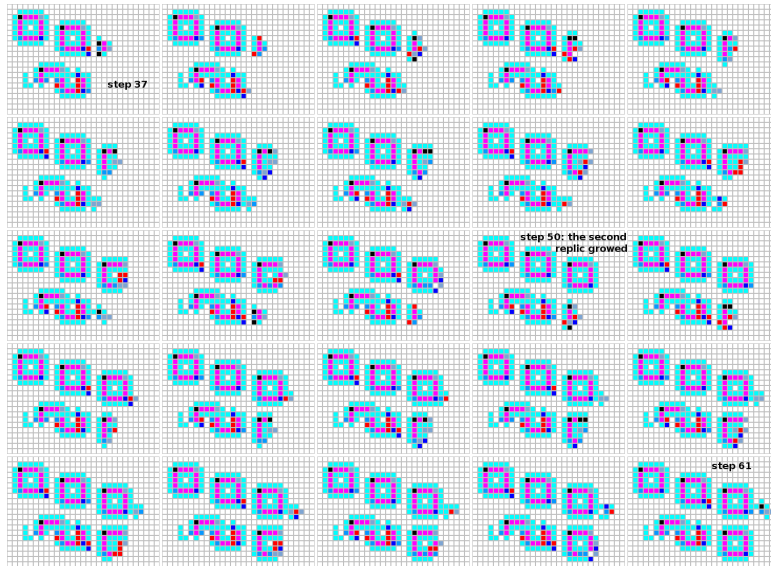 step 37
step 50: the second
replic growed
step 61